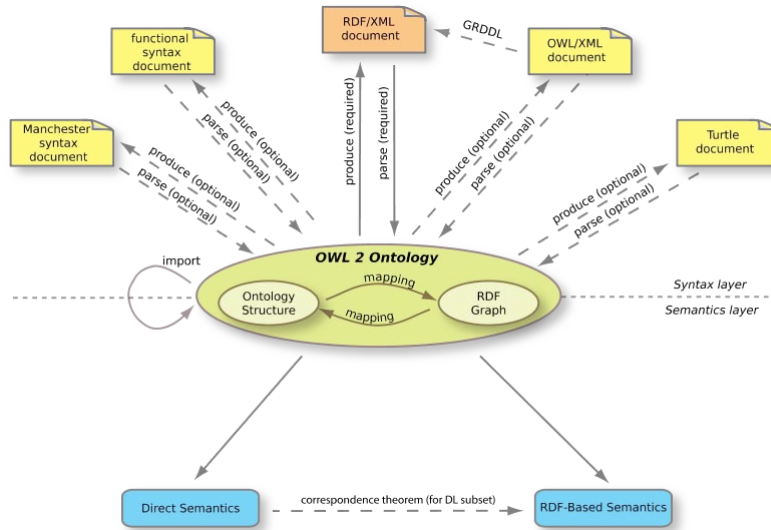 RDF/XML
document
GRDDL
functional
syntax
document
OWL/XML
document
Manchester
syntax
document
Turtle
document
produce (optional)
parse (optional)
produce (optional)
parse (optional)
produce (required)
parse (required)
produce (optional)
parse (optional)
produce (optional)
parse (optional)
import
OWL 2 Ontology
mapping
Ontology
Structure
RDF
Graph
mapping
Syntax layer
Semantics layer
Direct Semantics
correspondence theorem (for DL subset)
RDF-Based Semantics